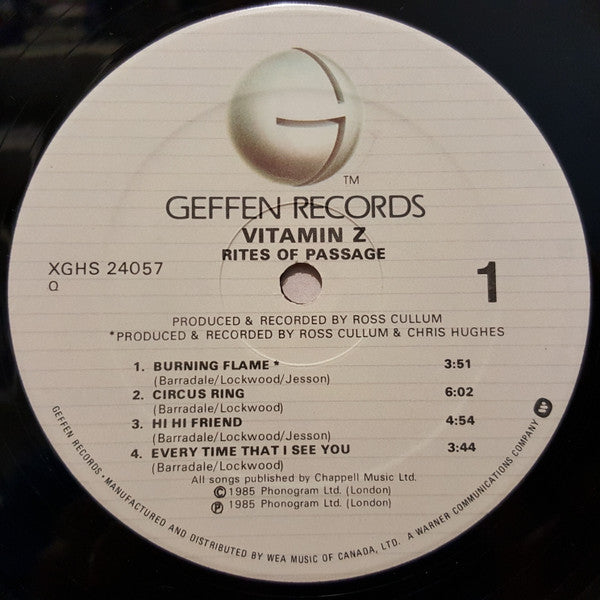 G
TM
GEFFEN RECORDS
VITAMIN Z
RITES OF PASSAGE
XGHS 24057
Q
1
PRODUCED & RECORDED BY ROSS CULLUM
*PRODUCED & RECORDED BY ROSS CULLUM & CHRIS HUGHES
1. BURNING FLAME * 3:51
(Barradale/Lockwood/Jesson)
2. CIRCUS RING 6:02
(Barradale/Lockwood)
3. HI HI FRIEND 4:54
(Barradale/Lockwood/Jesson)
4. EVERY TIME THAT I SEE YOU 3:44
(Barradale/Lockwood)
All songs published by Chappell Music Ltd.
Ⓒ 1985 Phonogram Ltd. (London)
Ⓟ 1985 Phonogram Ltd. (London)
GEFFEN RECORDS • MANUFACTURED AND DISTRIBUTED BY WEA MUSIC OF CANADA, LTD. A WARNER COMMUNICATIONS COMPANY